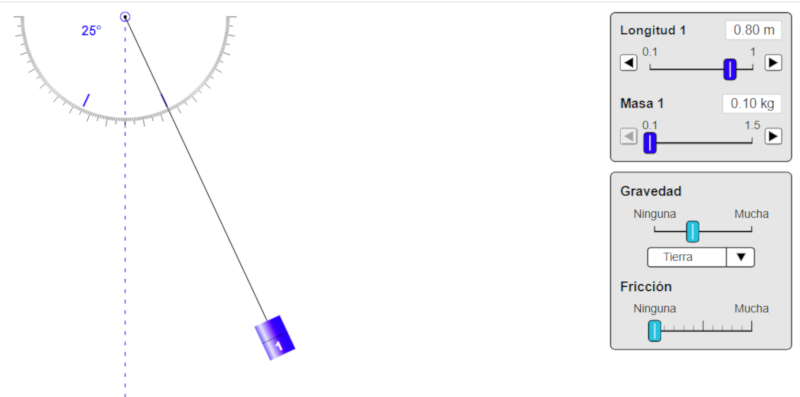 25°
1
Longitud 1 0.80 m
0.1 1
Masa 1 0.10 kg
0.1 1.5
Gravedad
Ninguna Mucha
Tierra
Fricción
Ninguna Mucha